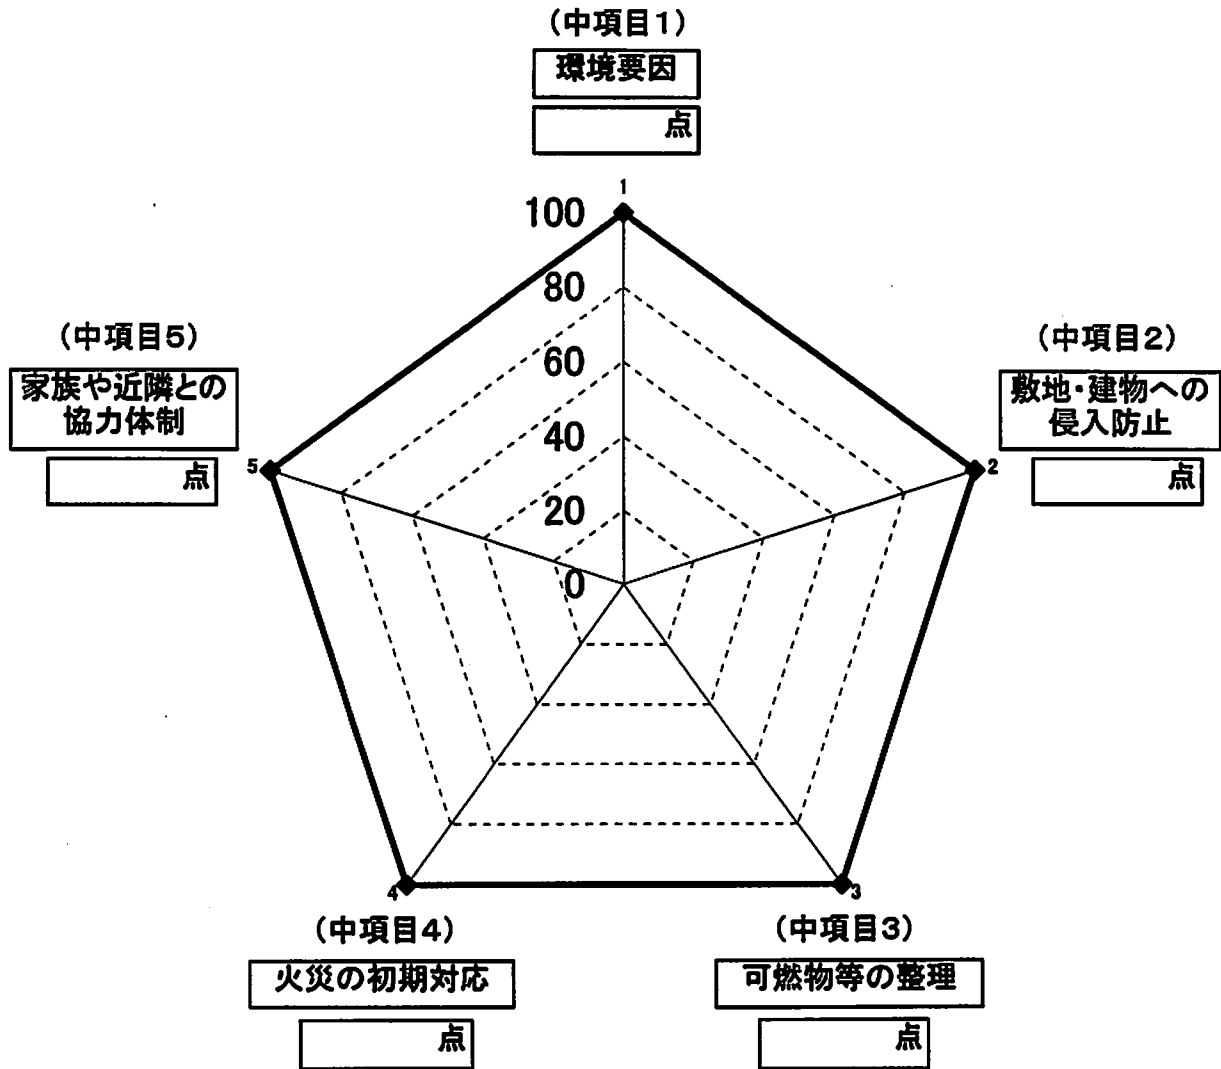 (中項目1)
環境要因
点
1
100
80
60
40
20
0
(中項目5)
家族や近隣との
協力体制
点
5
(中項目2)
敷地・建物への
侵入防止
点
2
4
3
(中項目4)
火災の初期対応
点
(中項目3)
可燃物等の整理
点